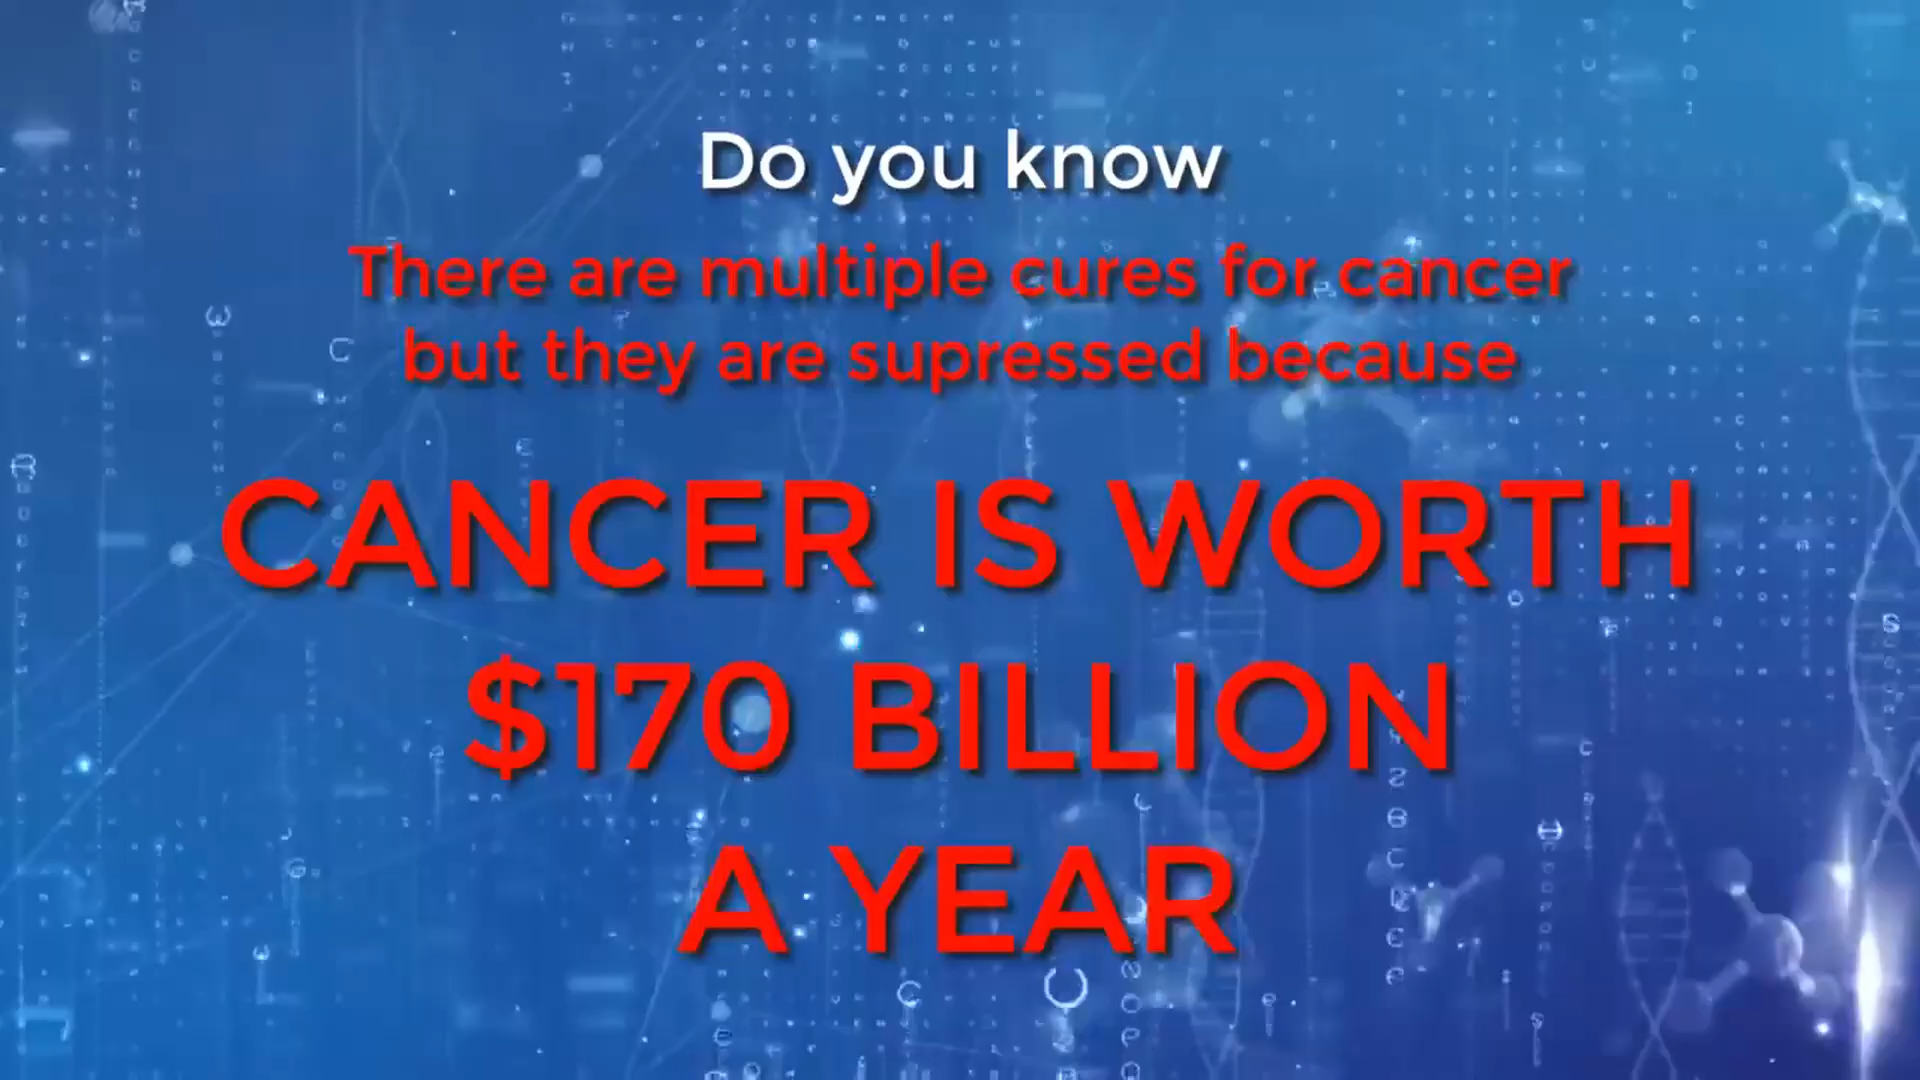 Do you know
There are multiple cures for cancer
but they are supressed because
CANCER IS WORTH
$170 BILLION
A YEAR